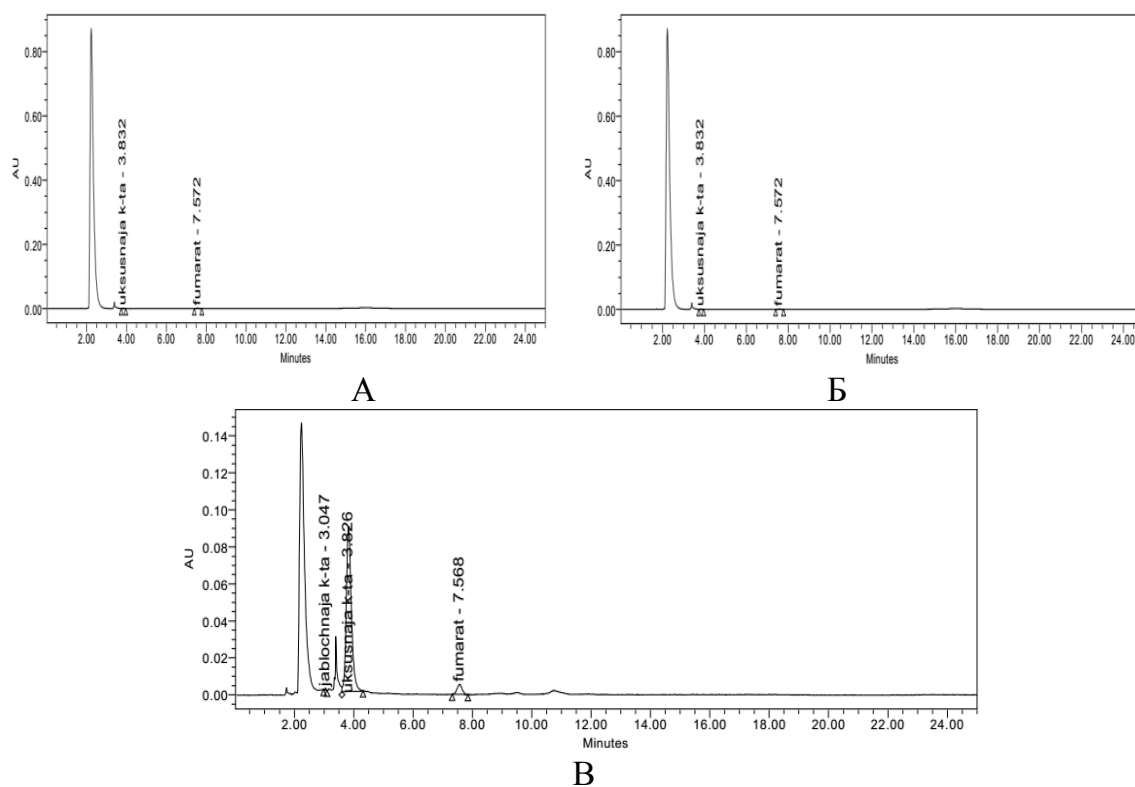 0.80
0.60
0.40
0.20
0.00
AU
uksusnaja k-ta - 3.832
fumarat - 7.572
2.00 4.00 6.00 8.00 10.00 12.00 14.00 16.00 18.00 20.00 22.00 24.00
Minutes
А
0.80
0.60
0.40
0.20
0.00
AU
uksusnaja k-ta - 3.832
fumarat - 7.572
2.00 4.00 6.00 8.00 10.00 12.00 14.00 16.00 18.00 20.00 22.00 24.00
Minutes
Б
0.14
0.12
0.10
0.08
0.06
0.04
0.02
0.00
AU
jablochnaja k-ta - 3.047
uksusnaja k-ta - 3.826
fumarat - 7.568
2.00 4.00 6.00 8.00 10.00 12.00 14.00 16.00 18.00 20.00 22.00 24.00
Minutes
В